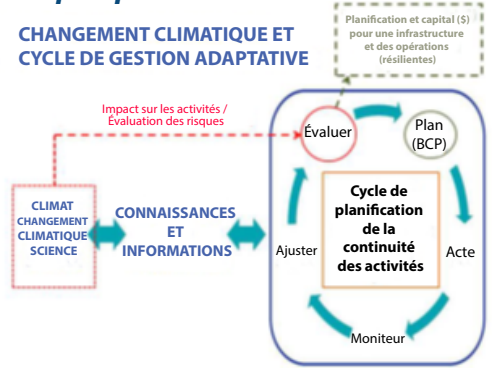 CHANGEMENT CLIMATIQUE ET
CYCLE DE GESTION ADAPTATIVE
Planification et capital ($)
pour une infrastructure
et des opérations
(résilientes)
Impact sur les activités /
Évaluation des risques
Évaluer
Plan
(BCP)
CLIMAT
CHANGEMENT
CLIMATIQUE
SCIENCE
CONNAISSANCES
ET
INFORMATIONS
Ajuster
Cycle de
planification
de la
continuité
des activités
Acte
Moniteur